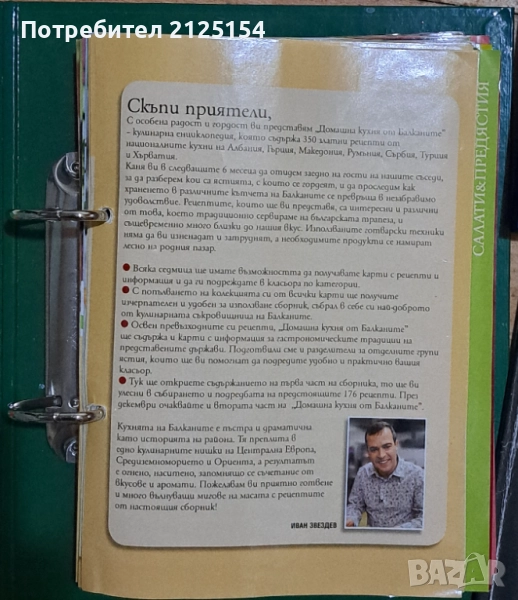 Потребител 2125154
Скъпи приятели,
С особена радост и гордост ви представям „Домашна кухня от Балканите“
- кулинарна енциклопедия, която съдържа 350 златни рецепти от
националните кухни на Албания, Гърция, Македония, Румъния, Сърбия, Турция
и Хърватия.
Каня ви в следващите 6 месеца да отидем заедно на гости на нашите съседи,
за да разберем кои са ястията, с които се гордеят, и да проследим как
храненето в различните кътчета на Балканите се превръща в незабравимо
удоволствие. Рецептите, които ще ви представя, са интересни и различни
от това, което традиционно сервираме на българската трапеза, и
същевременно много близки до нашия вкус. Използваните готварски техники
няма да ви изненадат и затруднят, а необходимите продукти се намират
лесно из родния пазар.
● Всяка седмица ще имате възможността да получавате карти с рецепти и
информация и да ги подреждате в класьора по категории.
● С попълването на колекцията си от всички карти ще получите
изчерпателен и удобен за използване сборник, събрал в себе си най-доброто
от кулинарната съкровищница на Балканите.
● Освен превъзходните си рецепти, „Домашна кухня от Балканите“
ще съдържа и карти с информация за гастрономическите традиции на
представените държави. Подготвили сме и разделители за отделните групи
ястия, които ще ви помогнат да подредите удобно и практично вашия
класьор.
● Тук ще откриете съдържанието на първа част на сборника, то ще ви
улесни в събирането и подредбата на предстоящите 176 рецепти. През
декември очаквайте и втората част на „Домашна кухня от Балканите“.
Кухнята на Балканите е пъстра и драматична
като историята на района. Тя преплита в
едно кулинарните нишки на Централна Европа,
Средиземноморието и Ориента, а резултатът
е огнено, наситено, запомнящо се съчетание от
вкусове и аромати. Пожелавам ви приятно готвене
и много вълнуващи мигове на масата с рецептите
от настоящия сборник!
ИВАН ЗВЕЗДЕВ
САЛАТИ&ПРЕДЯСТИЯ
BAZAR